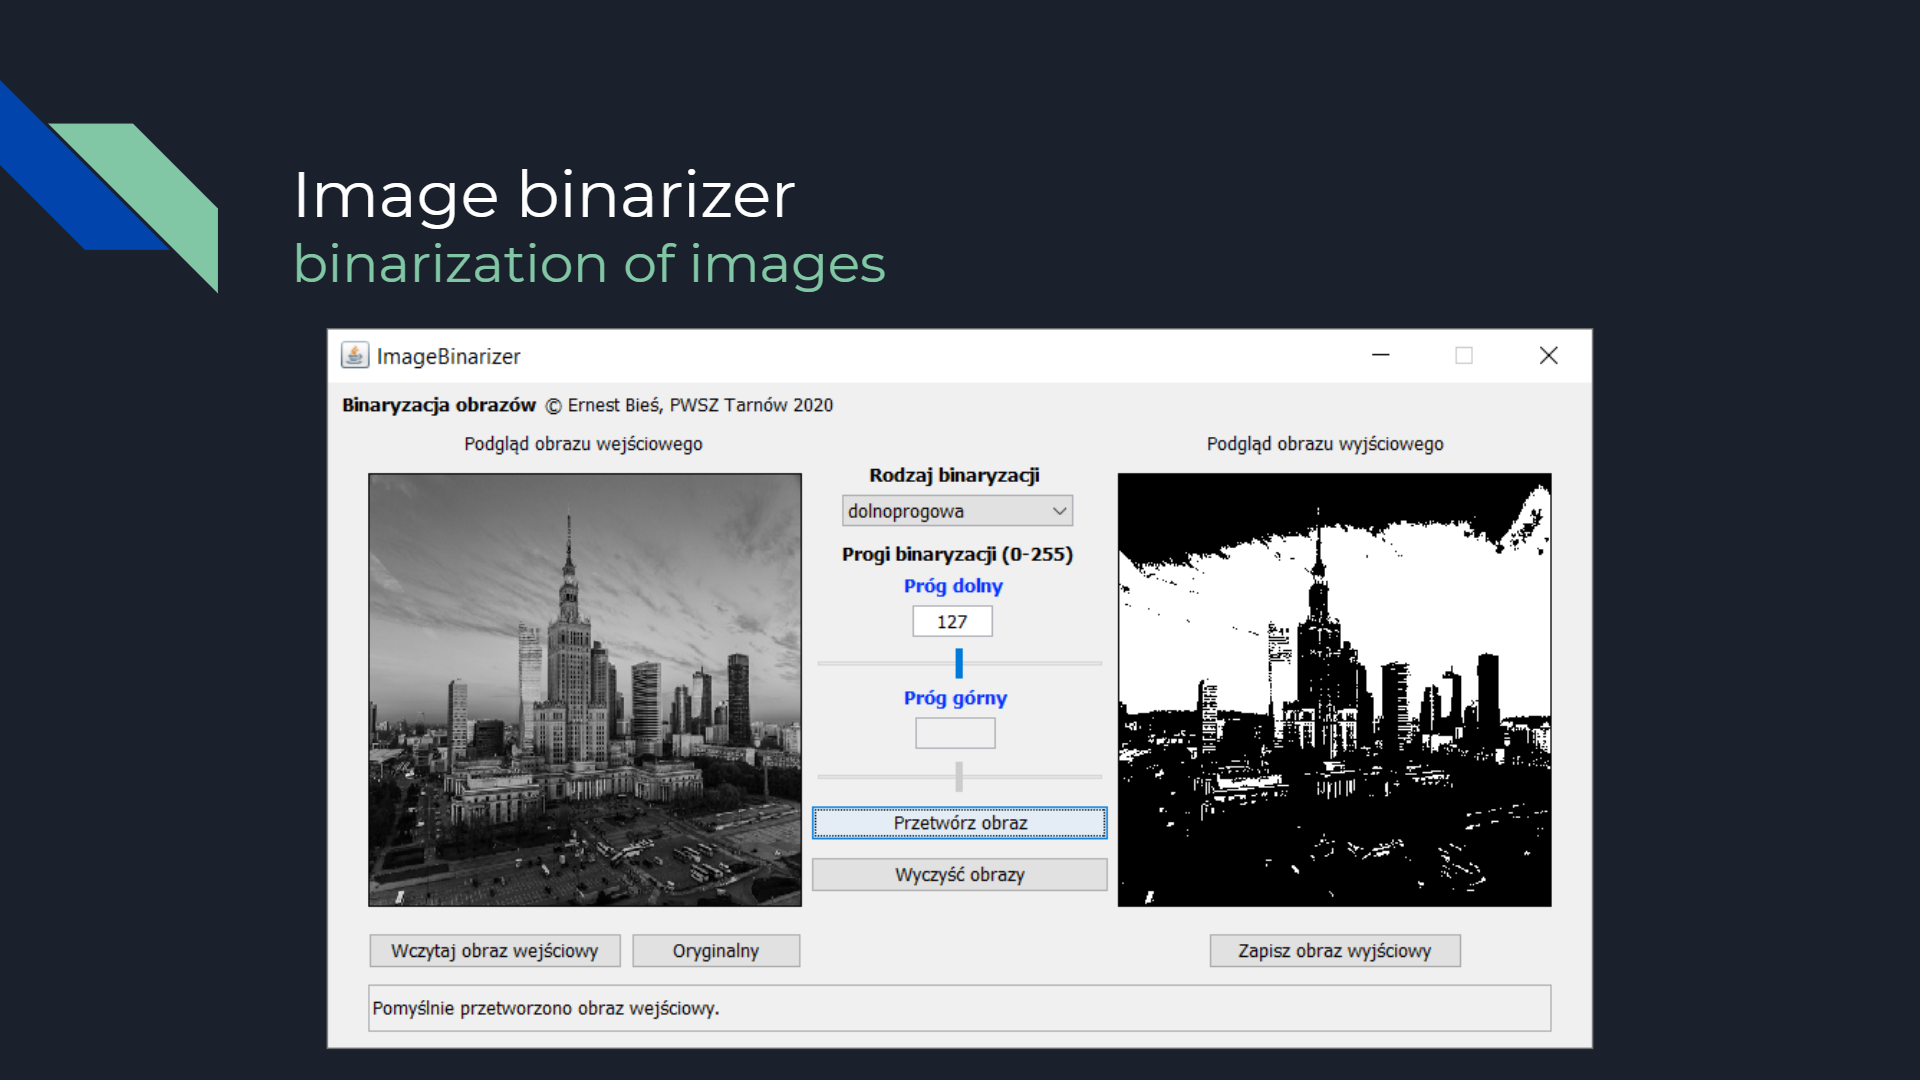 Image binarizer
binarization of images
ImageBinarizer
Binaryzacja obrazów © Ernest Bieś, PWSZ Tarnów 2020
Podgląd obrazu wejściowego
Podgląd obrazu wyjściowego
Rodzaj binaryzacji
dolnoprogowa
Progi binaryzacji (0-255)
Próg dolny
127
Próg górny
Przetwórz obraz
Wyczyść obrazy
Wczytaj obraz wejściowy
Oryginalny
Zapisz obraz wyjściowy
Pomyślnie przetworzono obraz wejściowy.